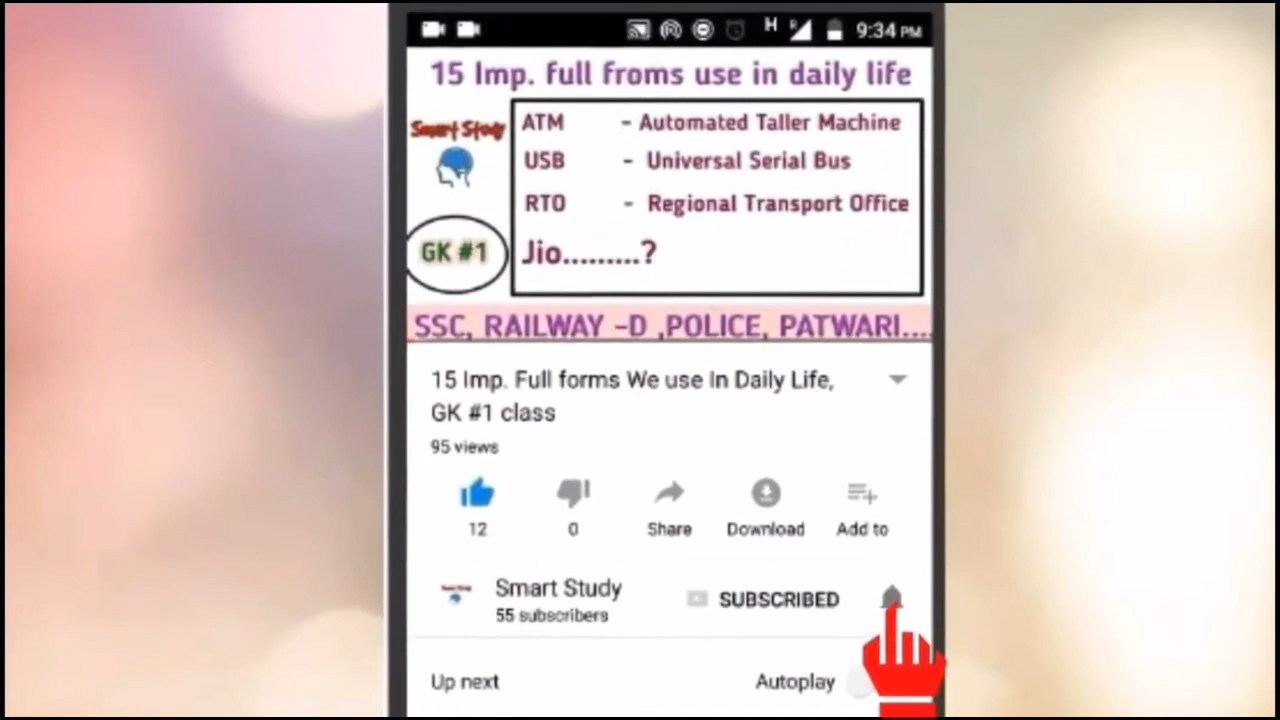 H
9:34 PM
15 Imp. full froms use in daily life
Smart Study
ATM - Automated Taller Machine
USB - Universal Serial Bus
RTO - Regional Transport Office
GK #1
Jio.........?
SSC, RAILWAY -D ,POLICE, PATWARI....
15 Imp. Full forms We use In Daily Life,
GK #1 class
95 views
12
0
Share
Download
Add to
Smart Study
55 subscribers
SUBSCRIBED
Up next
Autoplay